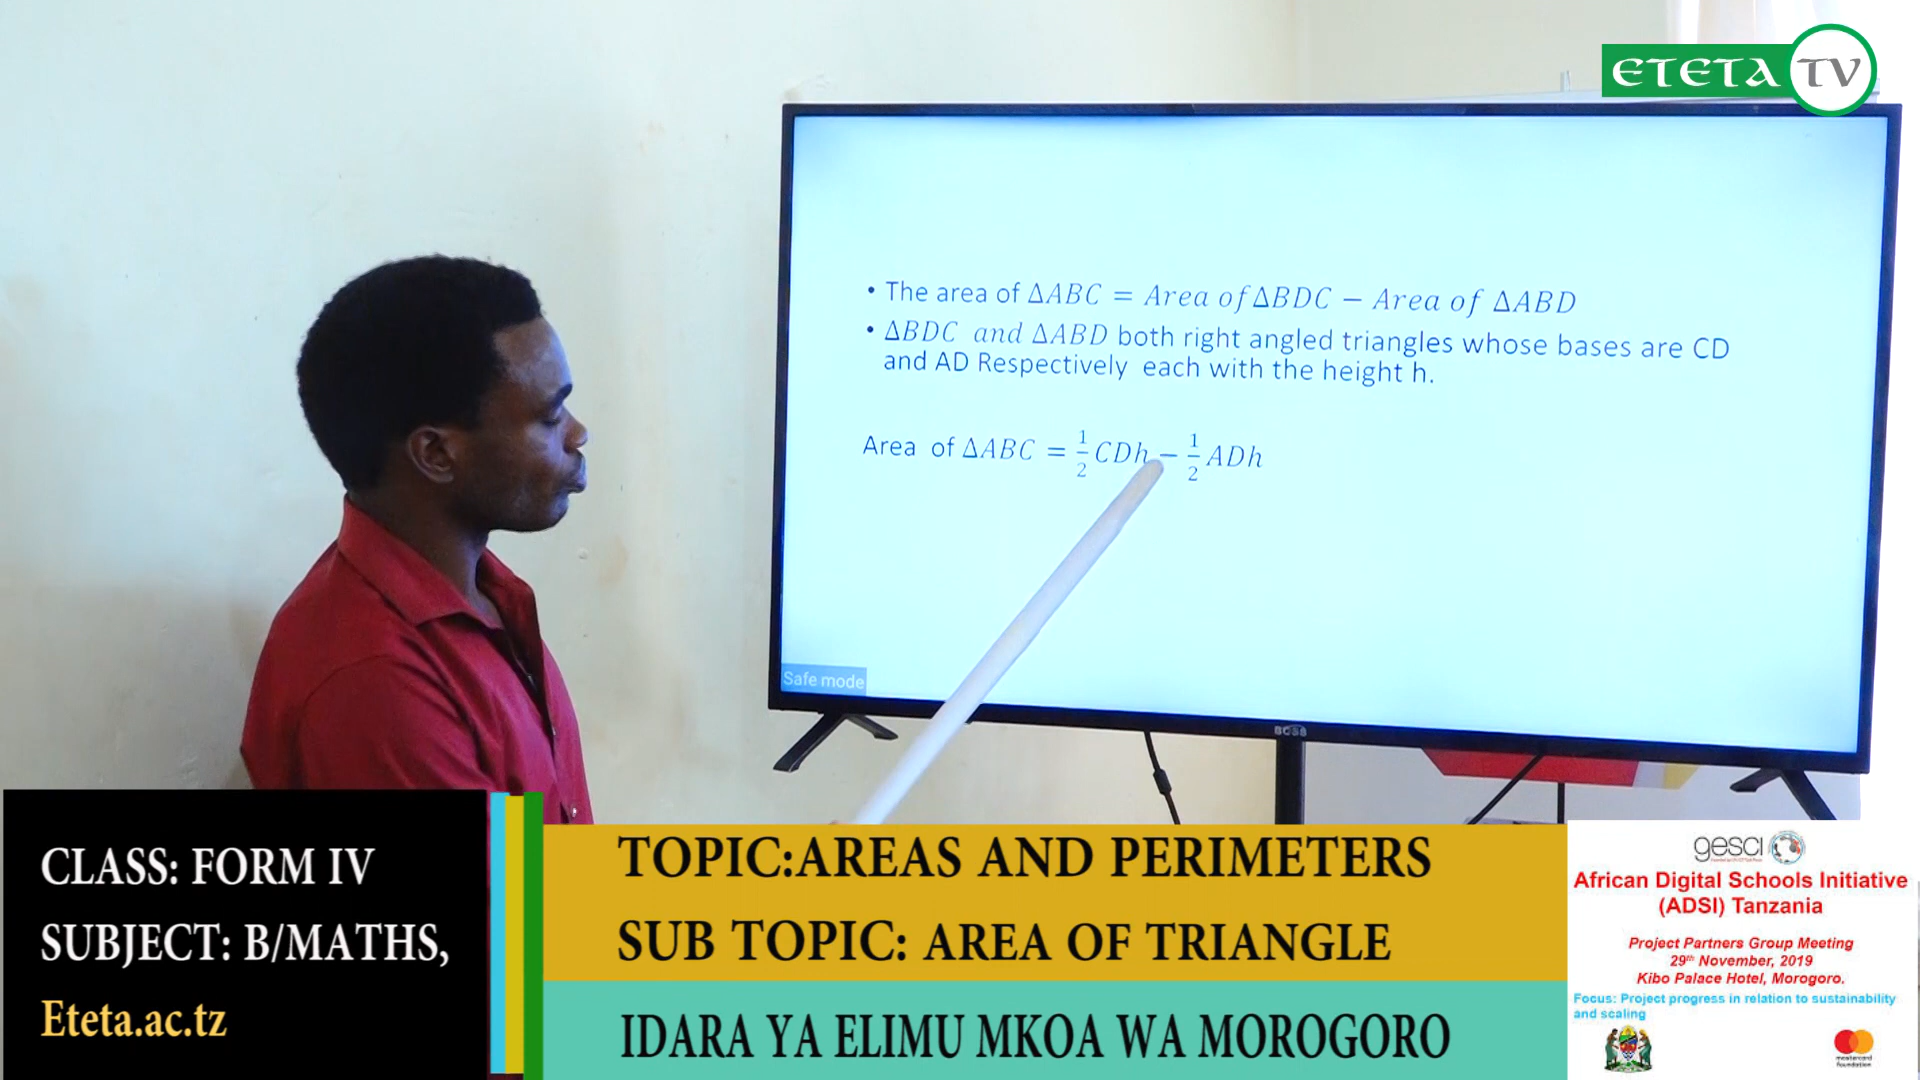 ETETA TV
• The area of ΔABC = Area of ΔBDC − Area of ΔABD
• ΔBDC and ΔABD both right angled triangles whose bases are CD
and AD Respectively each with the height h.
Area of ΔABC = 1/2 CDh − 1/2 ADh
Safe mode
BOSS
CLASS: FORM IV
SUBJECT: B/MATHS,
Eteta.ac.tz
TOPIC:AREAS AND PERIMETERS
SUB TOPIC: AREA OF TRIANGLE
IDARA YA ELIMU MKOA WA MOROGORO
gesci
African Digital Schools Initiative
(ADSI) Tanzania
Project Partners Group Meeting
29th November, 2019
Kibo Palace Hotel, Morogoro.
Focus: Project progress in relation to sustainability
and scaling
mastercard
foundation